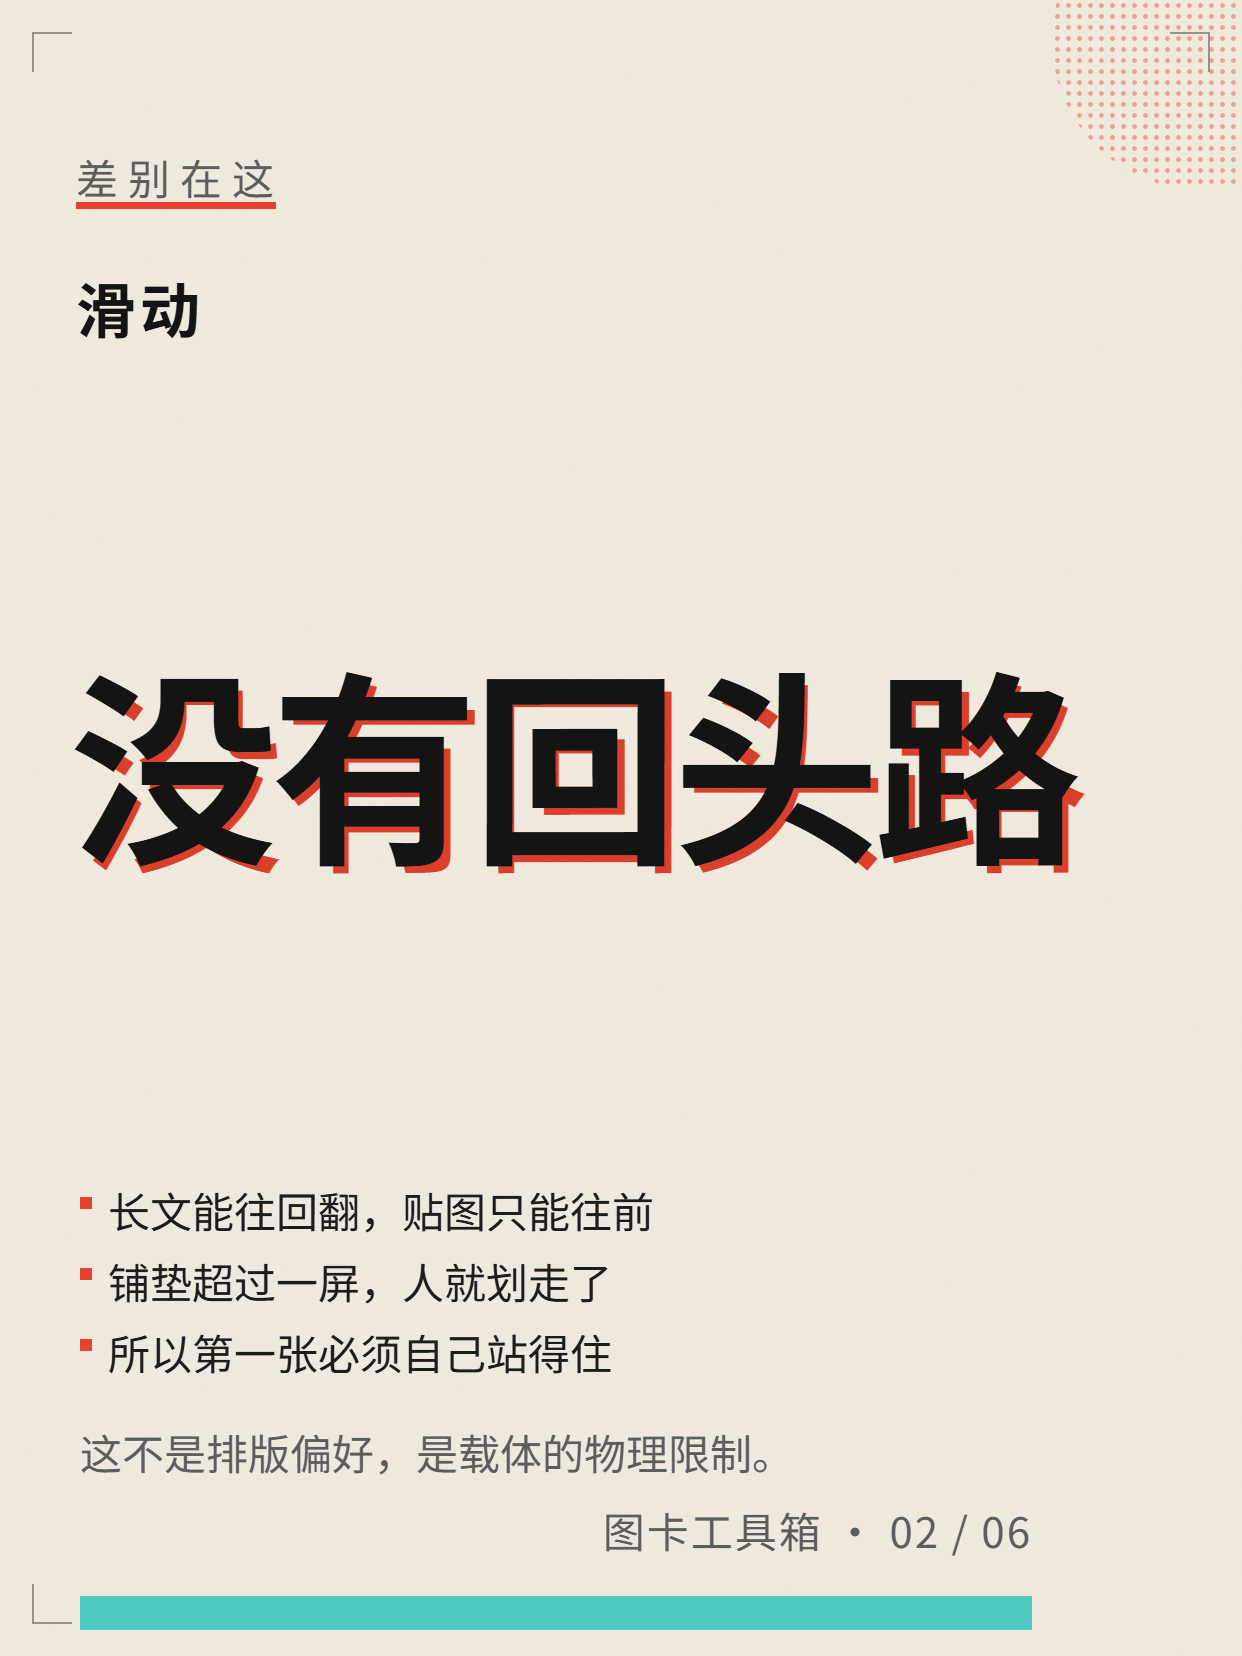 差别在这
滑动
没有回头路
长文能往回翻，贴图只能往前
铺垫超过一屏，人就划走了
所以第一张必须自己站得住
这不是排版偏好，是载体的物理限制。
图卡工具箱 · 02 / 06